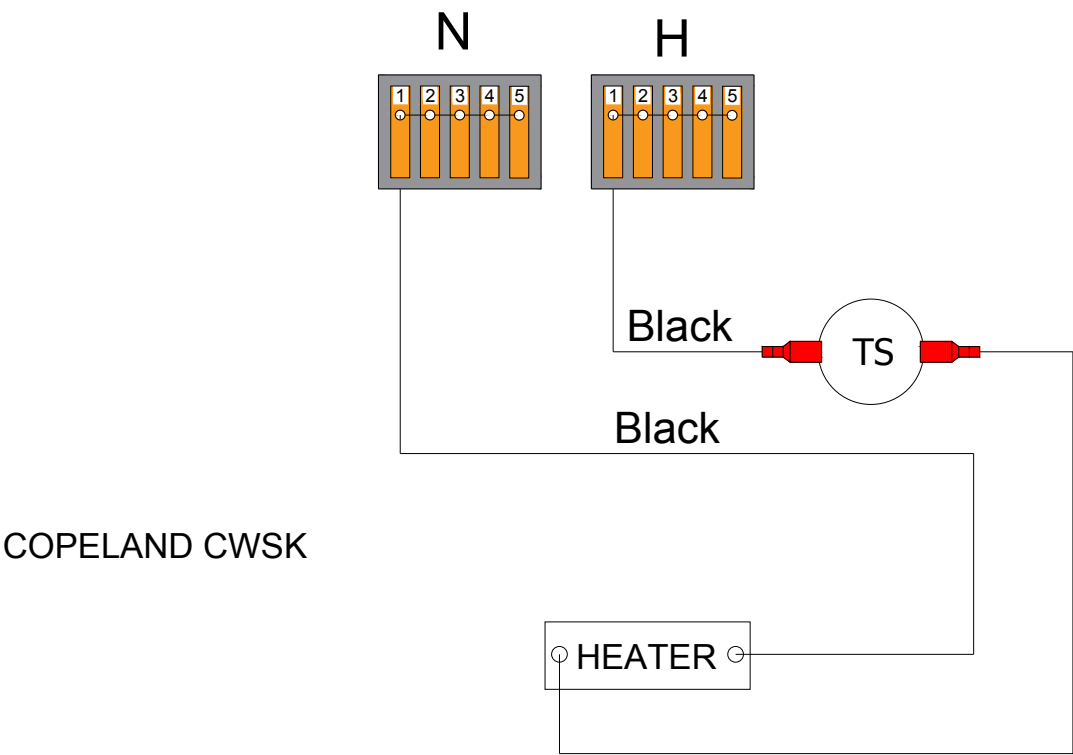 N H
1 2 3 4 5 1 2 3 4 5
Black
TS
Black
COPELAND CWSK
HEATER